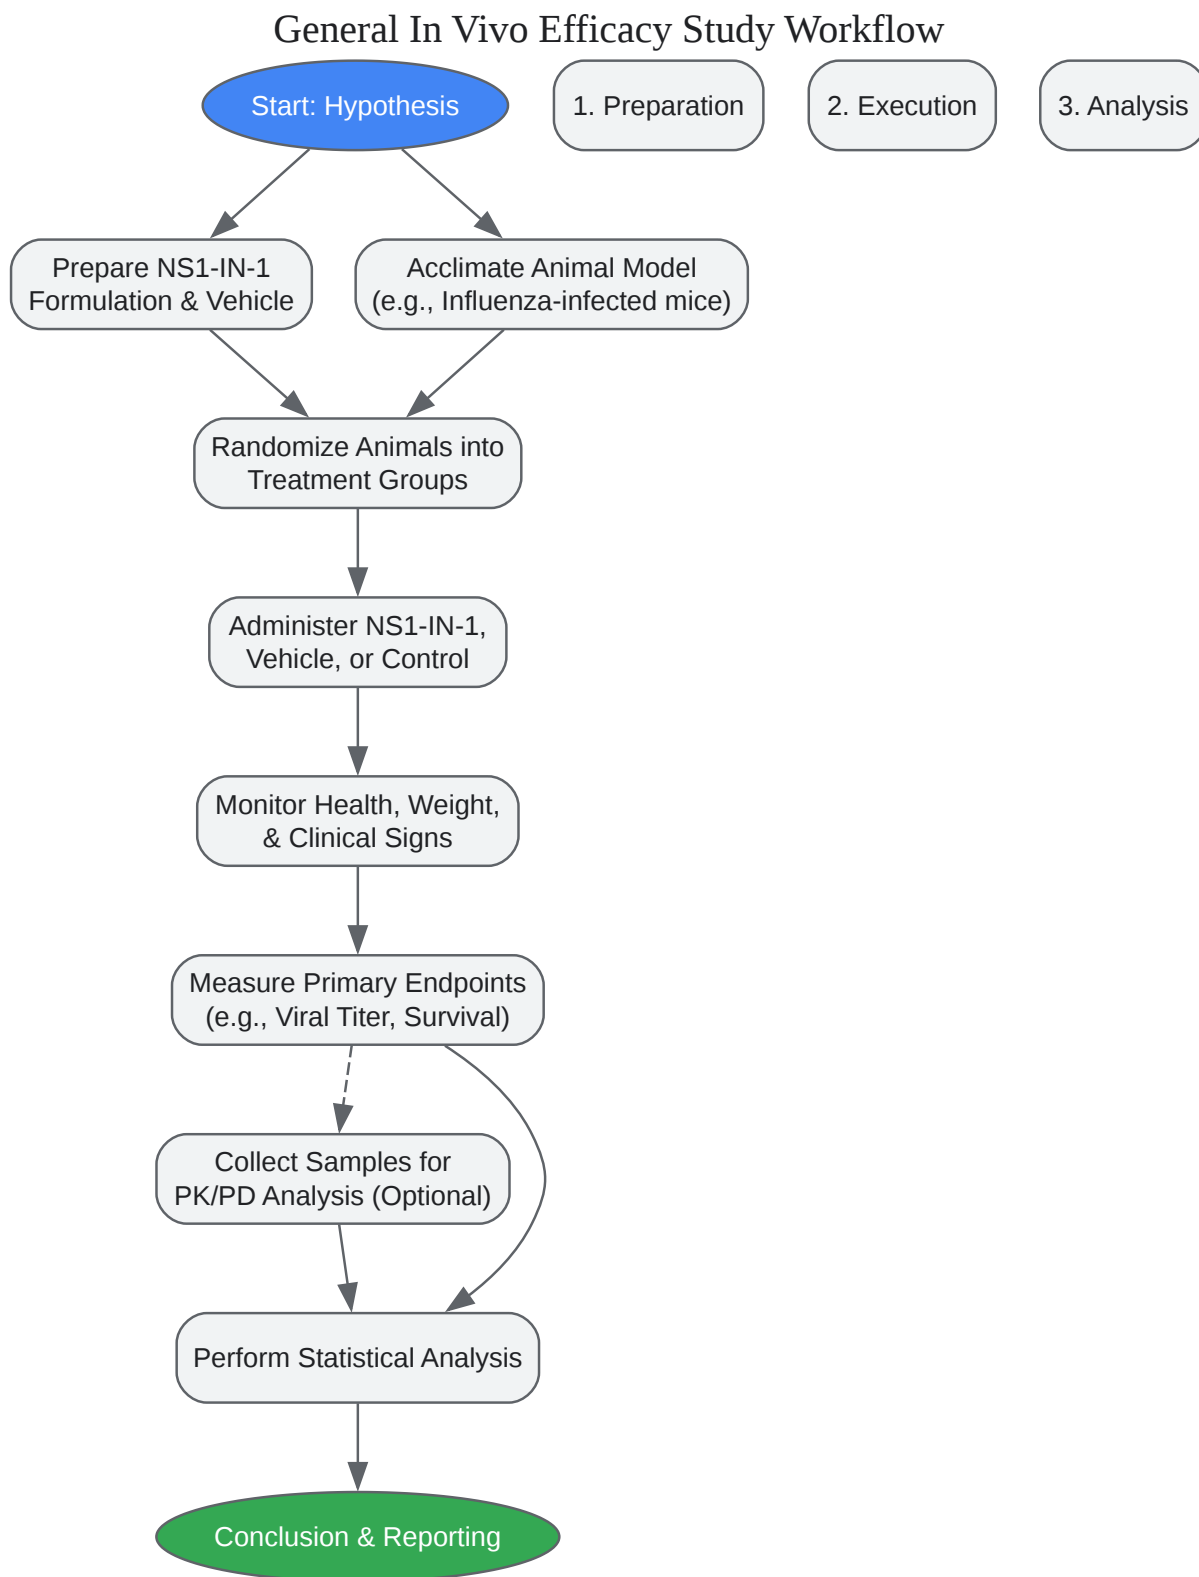 General In Vivo Efficacy Study Workflow
Start: Hypothesis
1. Preparation
2. Execution
3. Analysis
Prepare NS1-IN-1
Formulation & Vehicle
Acclimate Animal Model
(e.g., Influenza-infected mice)
Randomize Animals into
Treatment Groups
Administer NS1-IN-1,
Vehicle, or Control
Monitor Health, Weight,
& Clinical Signs
Measure Primary Endpoints
(e.g., Viral Titer, Survival)
Collect Samples for
PK/PD Analysis (Optional)
Perform Statistical Analysis
Conclusion & Reporting